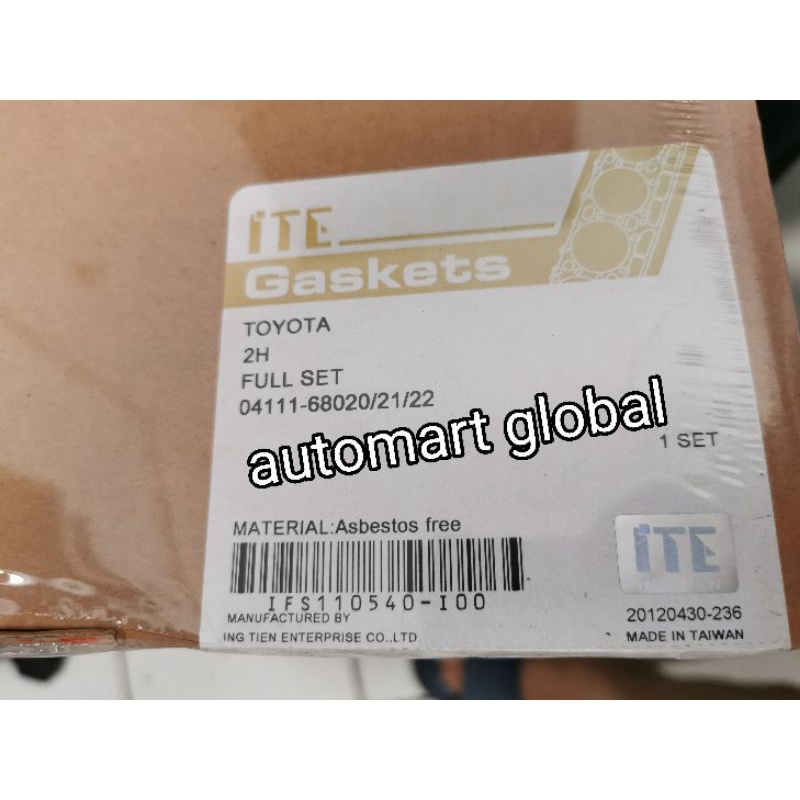 iTE
Gaskets
TOYOTA
2H
FULL SET
04111-68020/21/22
automart global
1 SET
MATERIAL:Asbestos free
iTE
IFS110540-I00
MANUFACTURED BY
ING TIEN ENTERPRISE CO.,LTD
20120430-236
MADE IN TAIWAN